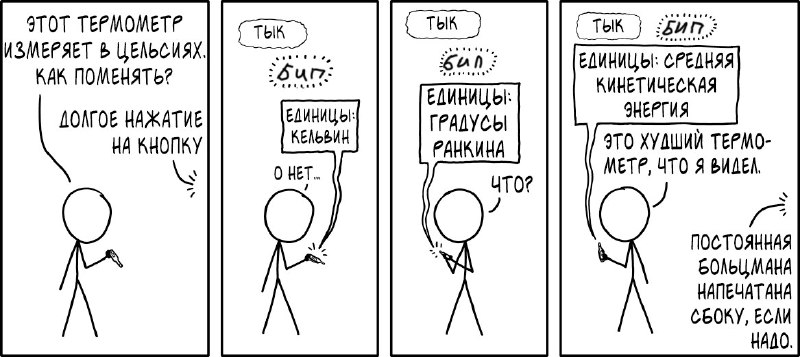 ЭТОТ ТЕРМОМЕТР
ИЗМЕРЯЕТ В ЦЕЛЬСИЯХ.
КАК ПОМЕНЯТЬ?
ДОЛГОЕ НАЖАТИЕ
НА КНОПКУ
ТЫК
БИП
ЕДИНИЦЫ:
КЕЛЬВИН
О НЕТ...
ТЫК
БИП
ЕДИНИЦЫ:
ГРАДУСЫ
РАНКИНА
ЧТО?
ТЫК
БИП
ЕДИНИЦЫ: СРЕДНЯЯ
КИНЕТИЧЕСКАЯ
ЭНЕРГИЯ
ЭТО ХУДШИЙ ТЕРМО-
МЕТР, ЧТО Я ВИДЕЛ.
ПОСТОЯННАЯ
БОЛЬЦМАНА
НАПЕЧАТАНА
СБОКУ, ЕСЛИ
НАДО.